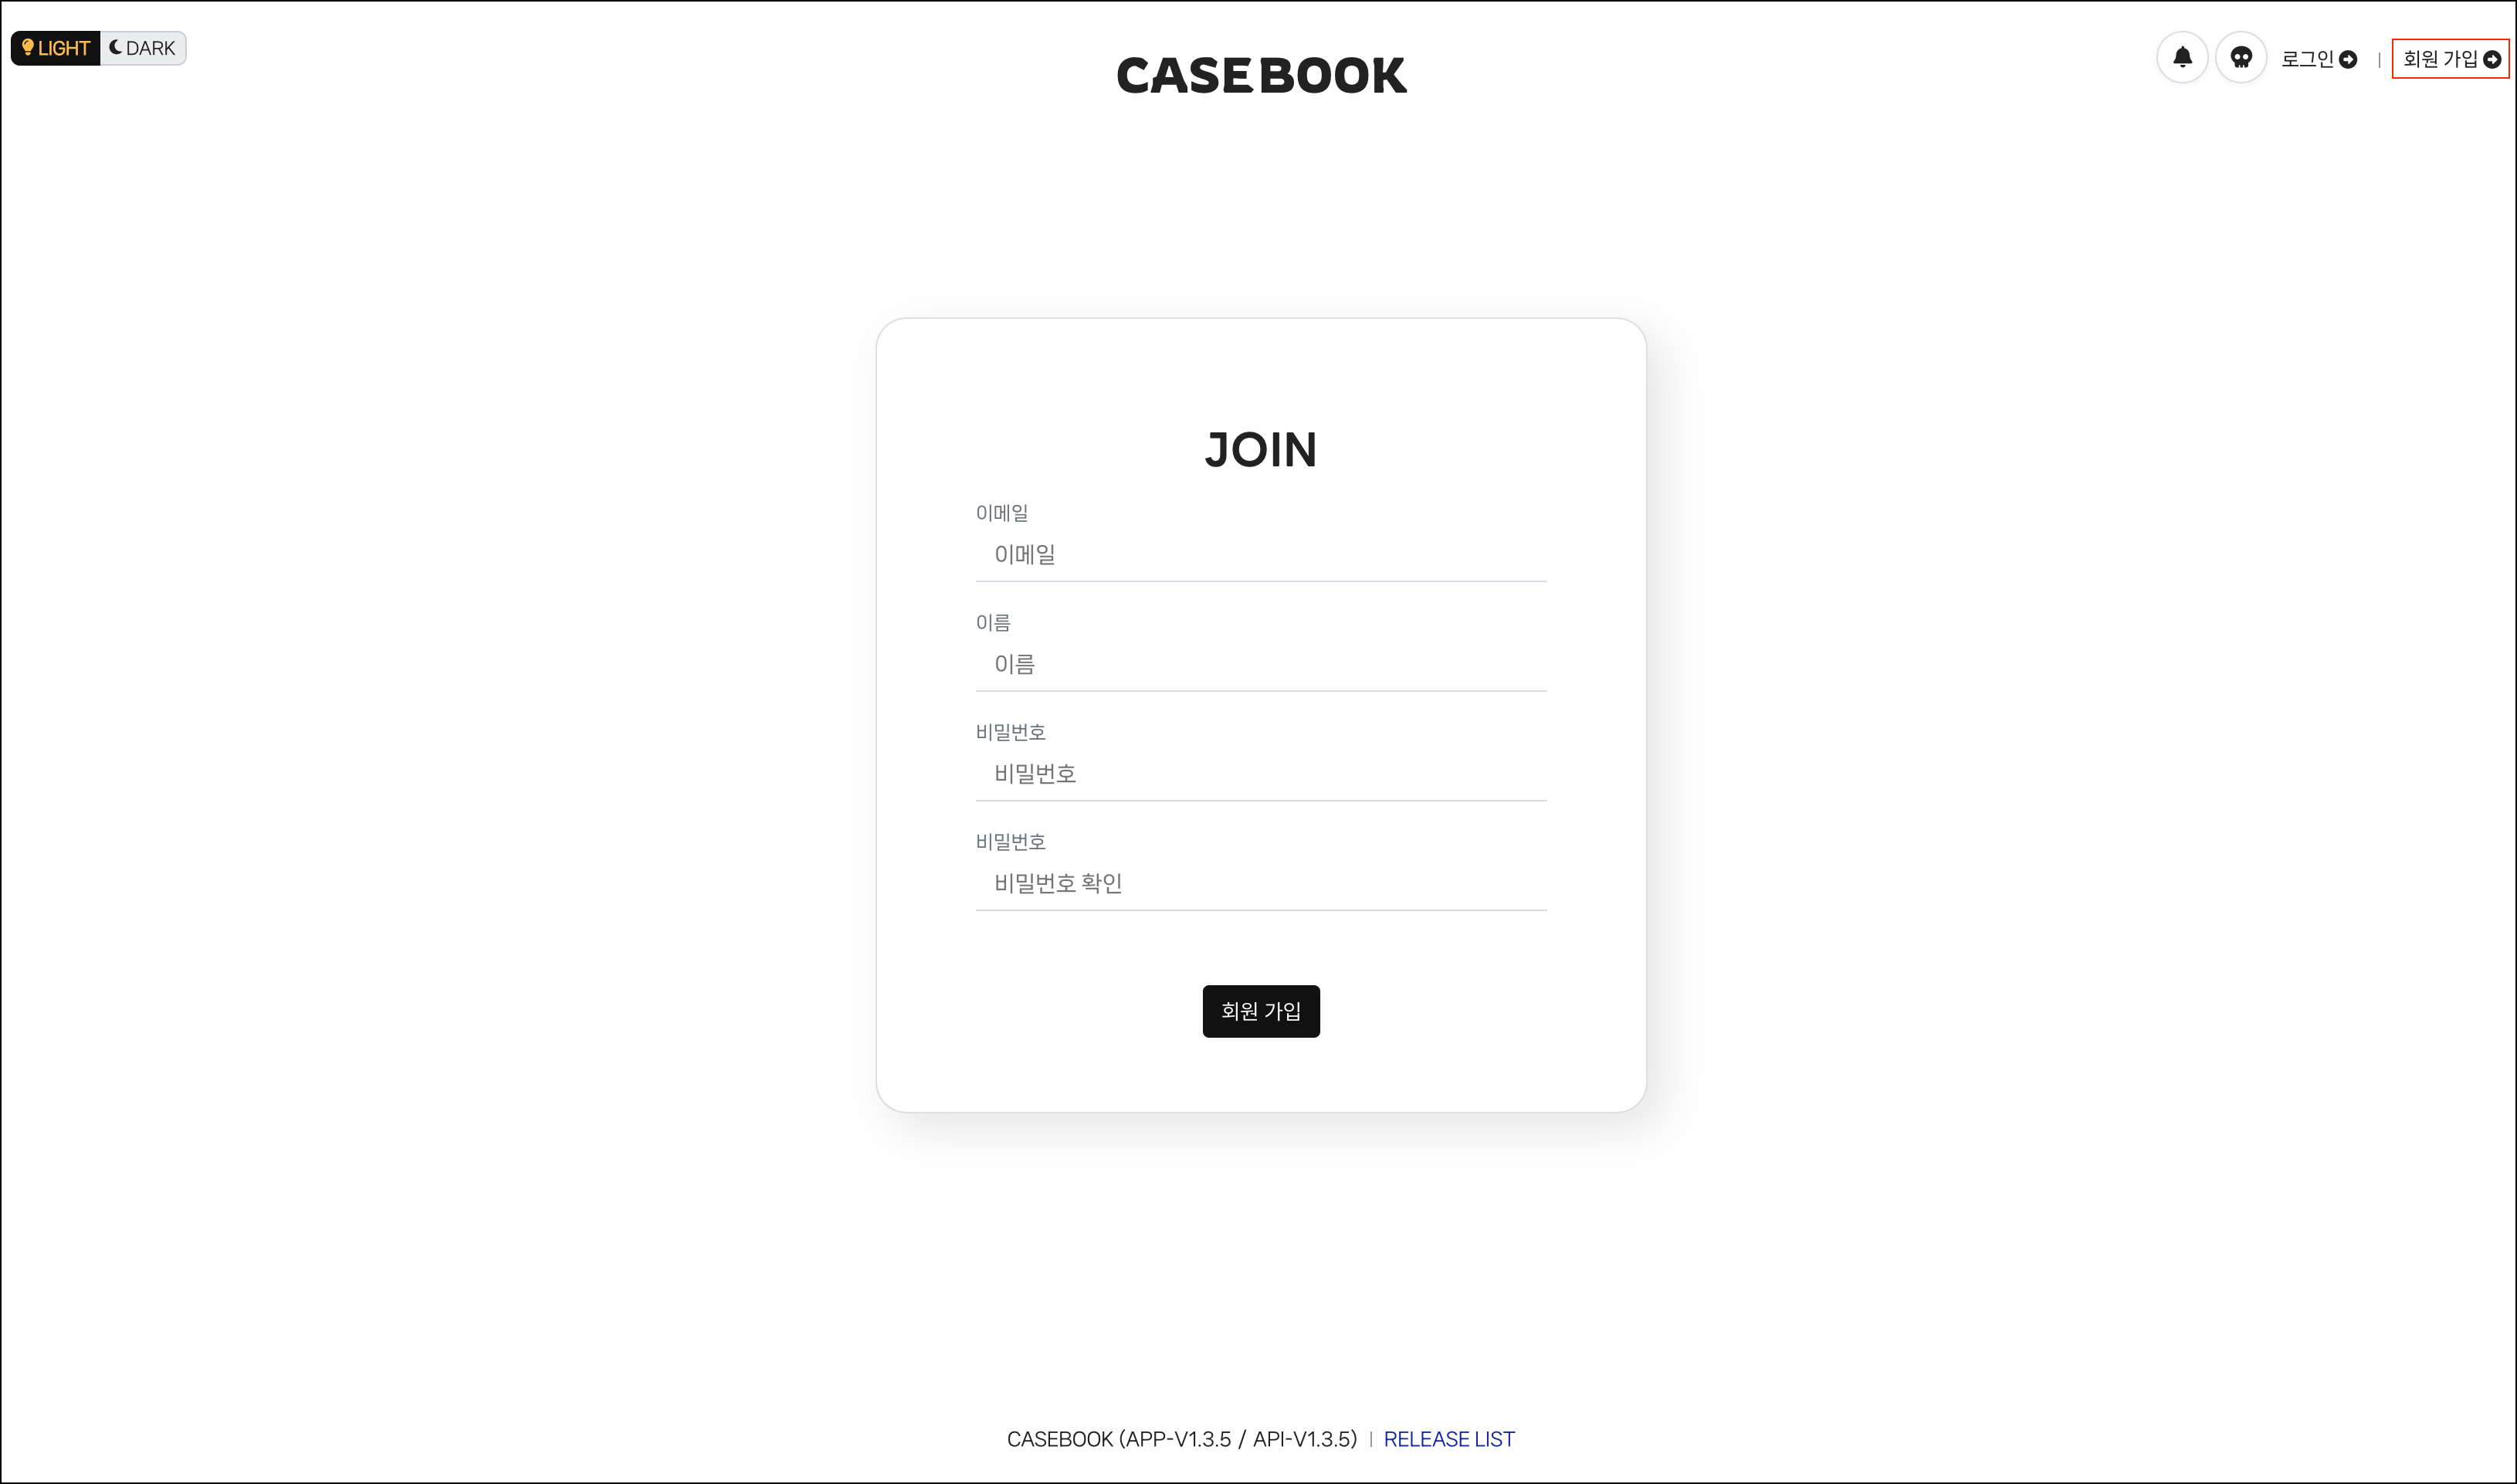 LIGHT DARK
CASEBOOK
로그인 | 회원 가입
JOIN
이메일
이메일
이름
이름
비밀번호
비밀번호
비밀번호
비밀번호 확인
회원 가입
CASEBOOK (APP-V1.3.5 / API-V1.3.5) | RELEASE LIST